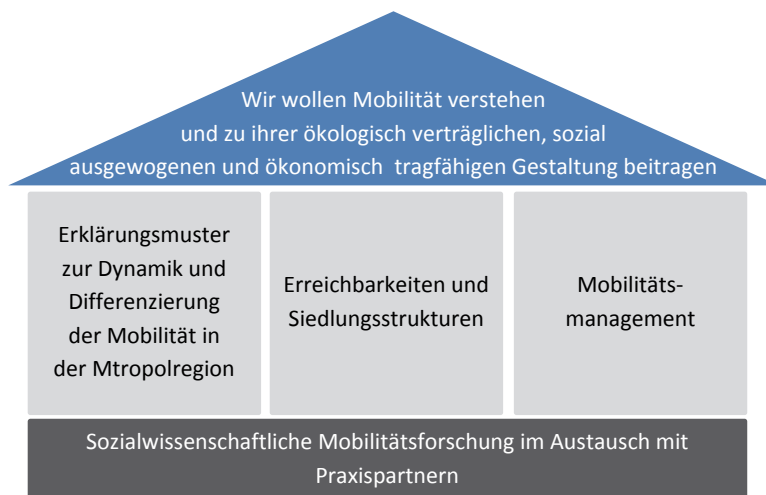 Wir wollen Mobilität verstehen
und zu ihrer ökologisch verträglichen, sozial
ausgewogenen und ökonomisch tragfähigen Gestaltung beitragen
Erklärungsmuster
zur Dynamik und
Differenzierung
der Mobilität in
der Mtropolregion
Erreichbarkeiten und
Siedlungsstrukturen
Mobilitäts-
management
Sozialwissenschaftliche Mobilitätsforschung im Austausch mit
Praxispartnern